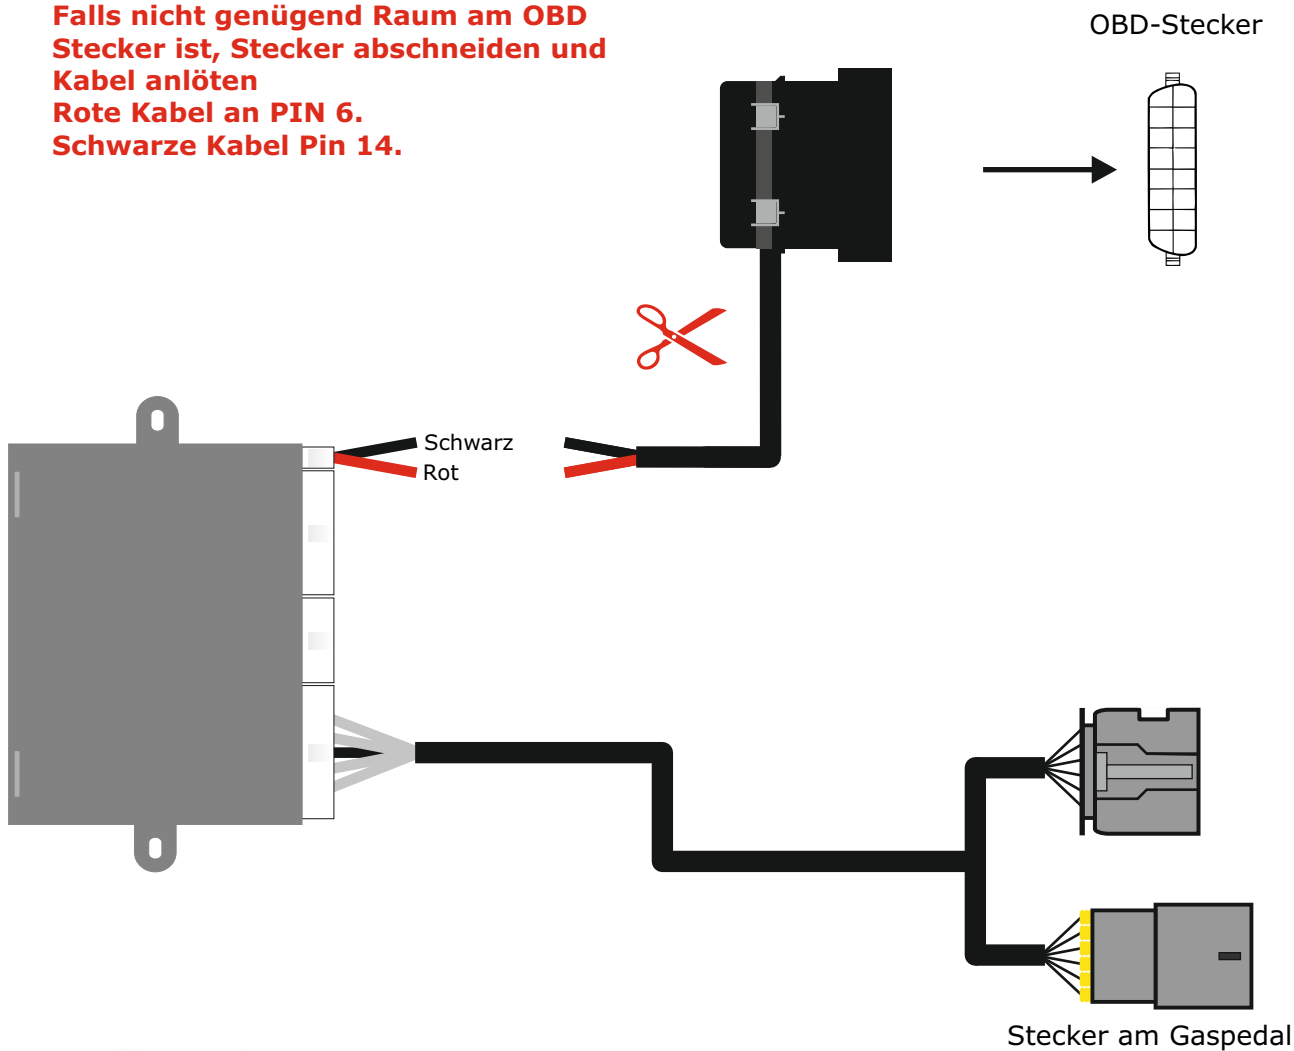 Falls nicht genügend Raum am OBD
Stecker ist, Stecker abschneiden und
Kabel anlöten
Rote Kabel an PIN 6.
Schwarze Kabel Pin 14.
OBD-Stecker
Schwarz
Rot
Stecker am Gaspedal